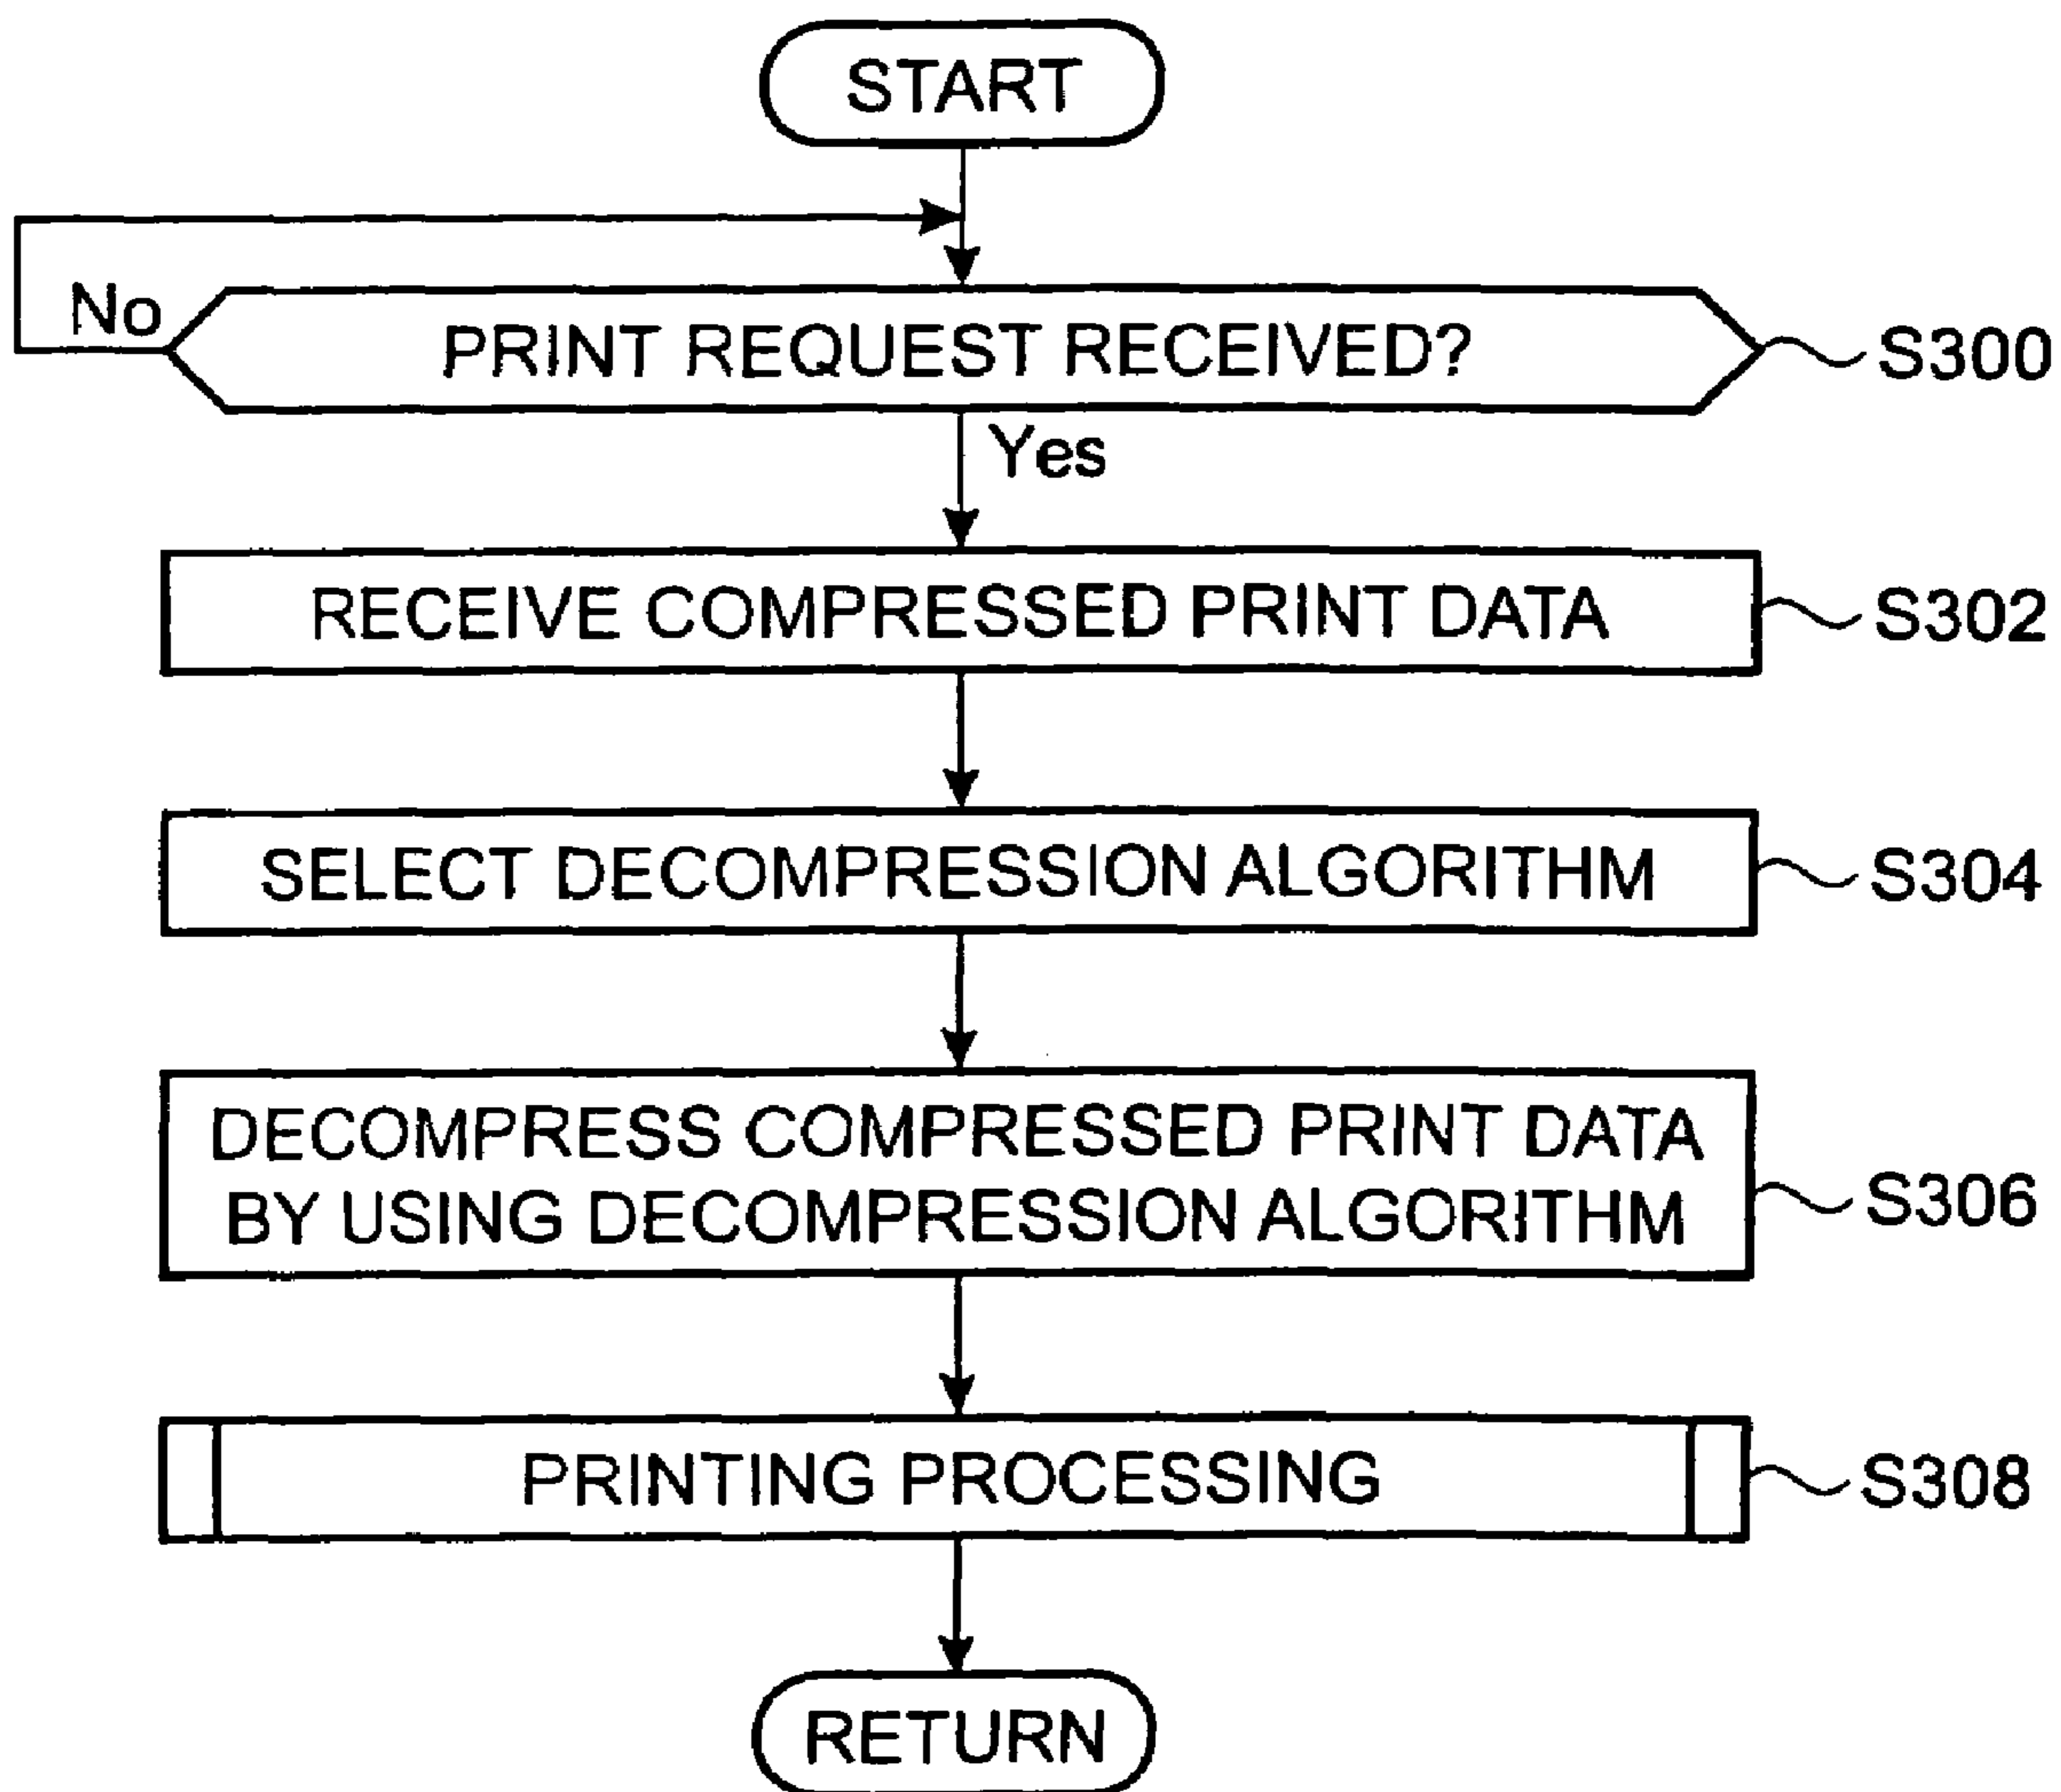 START
No
PRINT REQUEST RECEIVED?
S300
Yes
RECEIVE COMPRESSED PRINT DATA
S302
SELECT DECOMPRESSION ALGORITHM
S304
DECOMPRESS COMPRESSED PRINT DATA
BY USING DECOMPRESSION ALGORITHM
S306
PRINTING PROCESSING
S308
RETURN